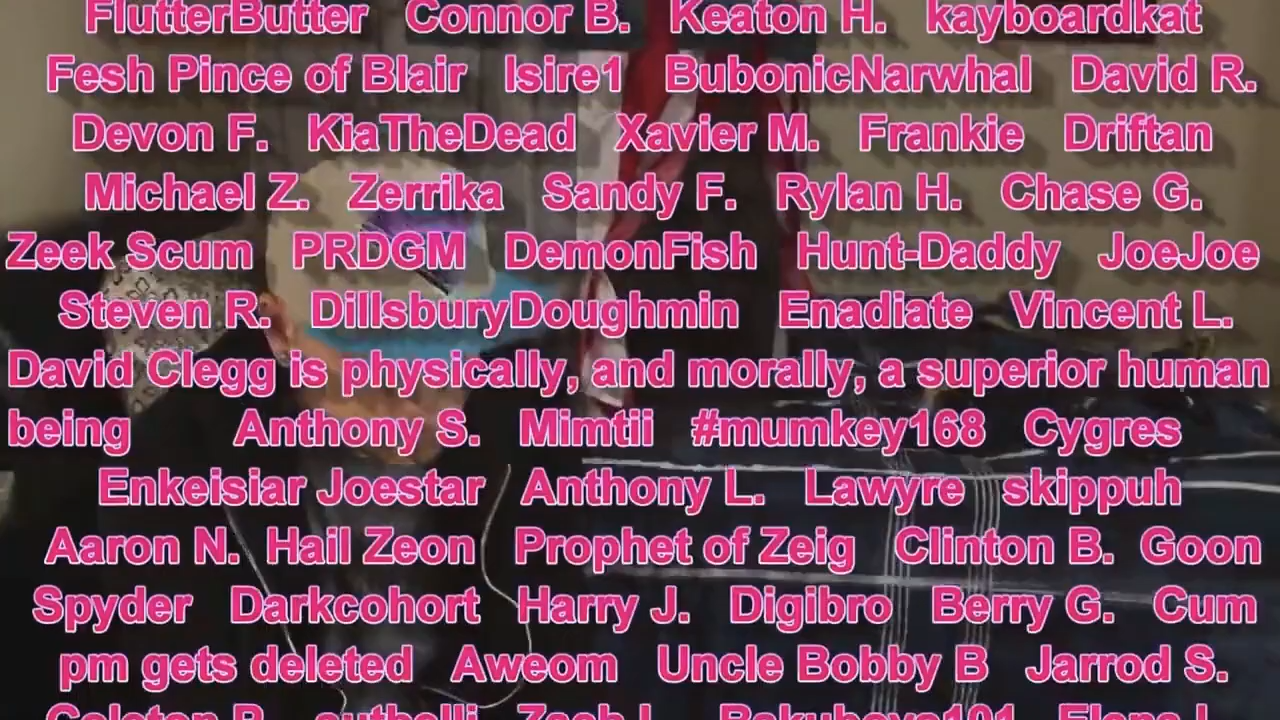 FlutterButter Connor B. Keaton H. kayboardkat
Fesh Pince of Blair Isire1 BubonicNarwhal David R.
Devon F. KiaTheDead Xavier M. Frankie Driftan
Michael Z. Zerrika Sandy F. Rylan H. Chase G.
Zeek Scum PRDGM DemonFish Hunt-Daddy JoeJoe
Steven R. DillsburyDoughmin Enadiate Vincent L.
David Clegg is physically, and morally, a superior human
being Anthony S. Mimtii #mumkey168 Cygres
Enkeisiar Joestar Anthony L. Lawyre skippuh
Aaron N. Hail Zeon Prophet of Zeig Clinton B. Goon
Spyder Darkcohort Harry J. Digibro Berry G. Cum
pm gets deleted Aweom Uncle Bobby B Jarrod S.